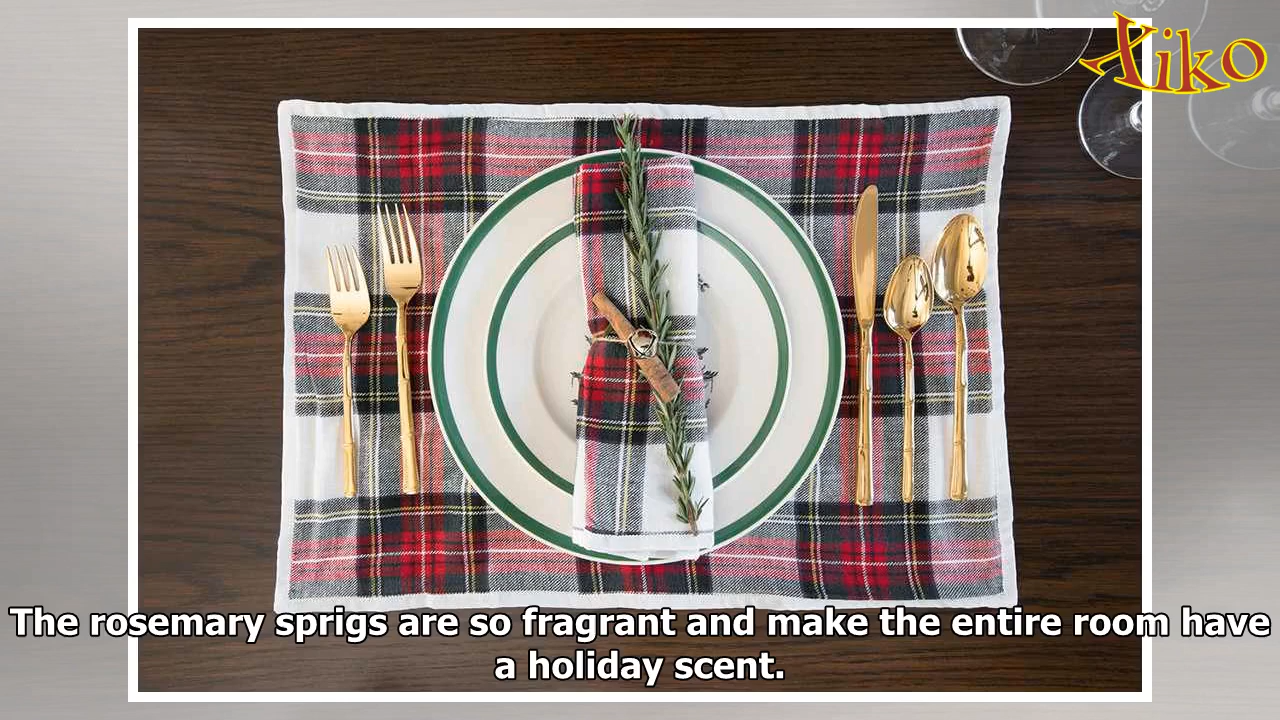 Xiko
The rosemary sprigs are so fragrant and make the entire room have
a holiday scent.